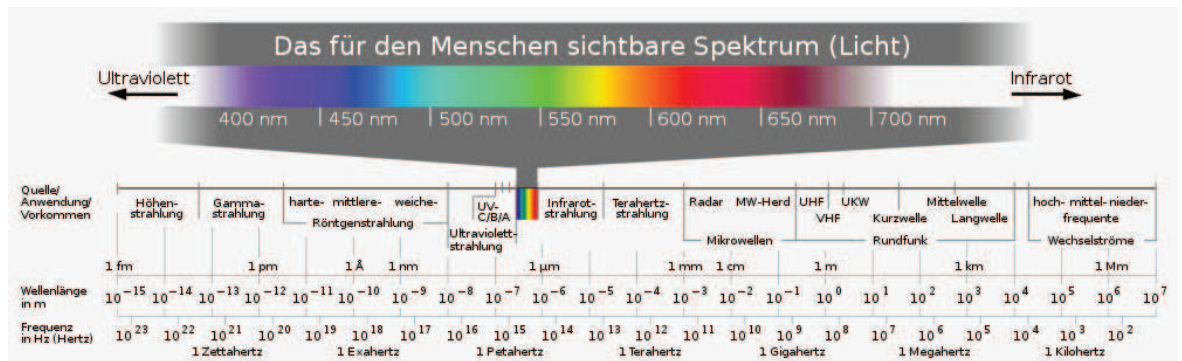 Das für den Menschen sichtbare Spektrum (Licht)
Ultraviolett
Infrarot
400 nm 450 nm 500 nm 550 nm 600 nm 650 nm 700 nm
Quelle/
Anwendung/
Vorkommen
Höhen-
strahlung
Gamma-
strahlung
harte- mittlere- weiche-
Röntgenstrahlung
UV-
C/B/A
Ultraviolett-
strahlung
Infrarot-
strahlung
Terahertz-
strahlung
Radar MW-Herd
Mikrowellen
UHF UKW Mittelwelle
VHF Kurzwelle Langwelle
Rundfunk
hoch- mittel- nieder-
frequente
Wechselströme
1 fm 1 pm 1 Å 1 nm 1 µm 1 mm 1 cm 1 m 1 km 1 Mm
Wellenlänge
in m
10⁻¹⁵ 10⁻¹⁴ 10⁻¹³ 10⁻¹² 10⁻¹¹ 10⁻¹⁰ 10⁻⁹ 10⁻⁸ 10⁻⁷ 10⁻⁶ 10⁻⁵ 10⁻⁴ 10⁻³ 10⁻² 10⁻¹ 10⁰ 10¹ 10² 10³ 10⁴ 10⁵ 10⁶ 10⁷
Frequenz
in Hz (Hertz)
10²³ 10²² 10²¹ 10²⁰ 10¹⁹ 10¹⁸ 10¹⁷ 10¹⁶ 10¹⁵ 10¹⁴ 10¹³ 10¹² 10¹¹ 10¹⁰ 10⁹ 10⁸ 10⁷ 10⁶ 10⁵ 10⁴ 10³ 10²
1 Zettahertz 1 Exahertz 1 Petahertz 1 Terahertz 1 Gigahertz 1 Megahertz 1 Kilohertz